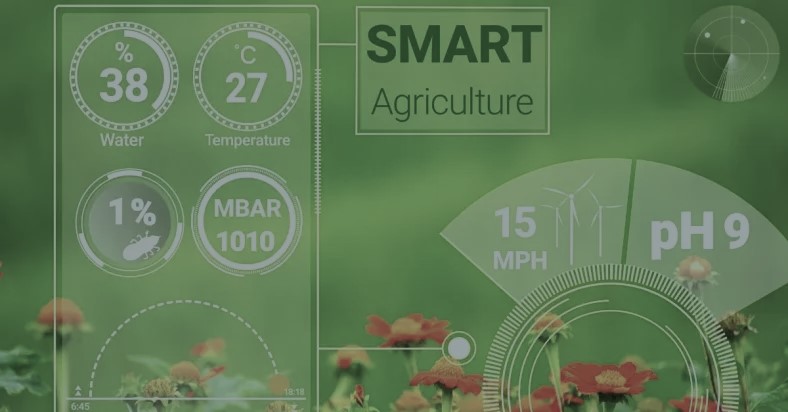 %
38
Water
°C
27
Temperature
1%
MBAR
1010
6:45
18:18
SMART
Agriculture
15
MPH
pH 9